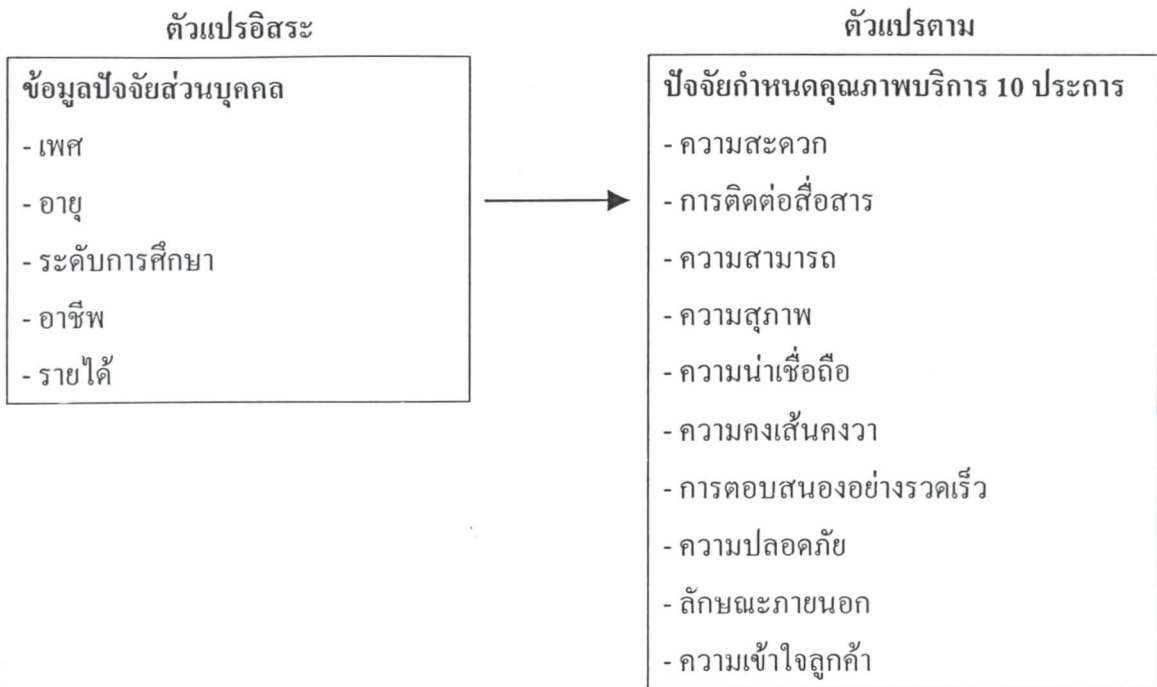 ตัวแปรอิสระ
ข้อมูลปัจจัยส่วนบุคคล
- เพศ
- อายุ
- ระดับการศึกษา
- อาชีพ
- รายได้
ตัวแปรตาม
ปัจจัยกำหนดคุณภาพบริการ 10 ประการ
- ความสะดวก
- การติดต่อสื่อสาร
- ความสามารถ
- ความสุภาพ
- ความน่าเชื่อถือ
- ความคงเส้นคงวา
- การตอบสนองอย่างรวดเร็ว
- ความปลอดภัย
- ลักษณะภายนอก
- ความเข้าใจลูกค้า